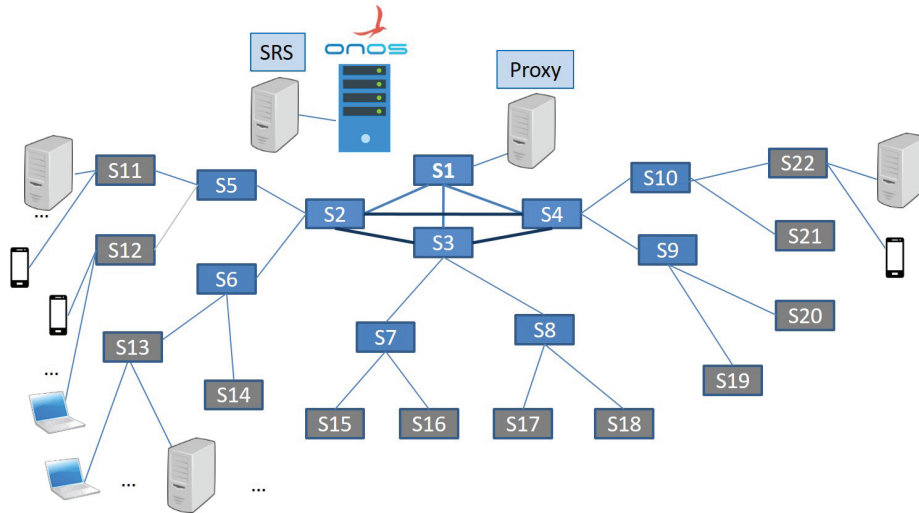 SRS
onos
Proxy
S1
S11
S5
S10
S22
S2
S4
S3
S12
S21
S9
S6
S20
S7
S8
S13
S19
S14
S15
S16
S17
S18
...
...
...
...